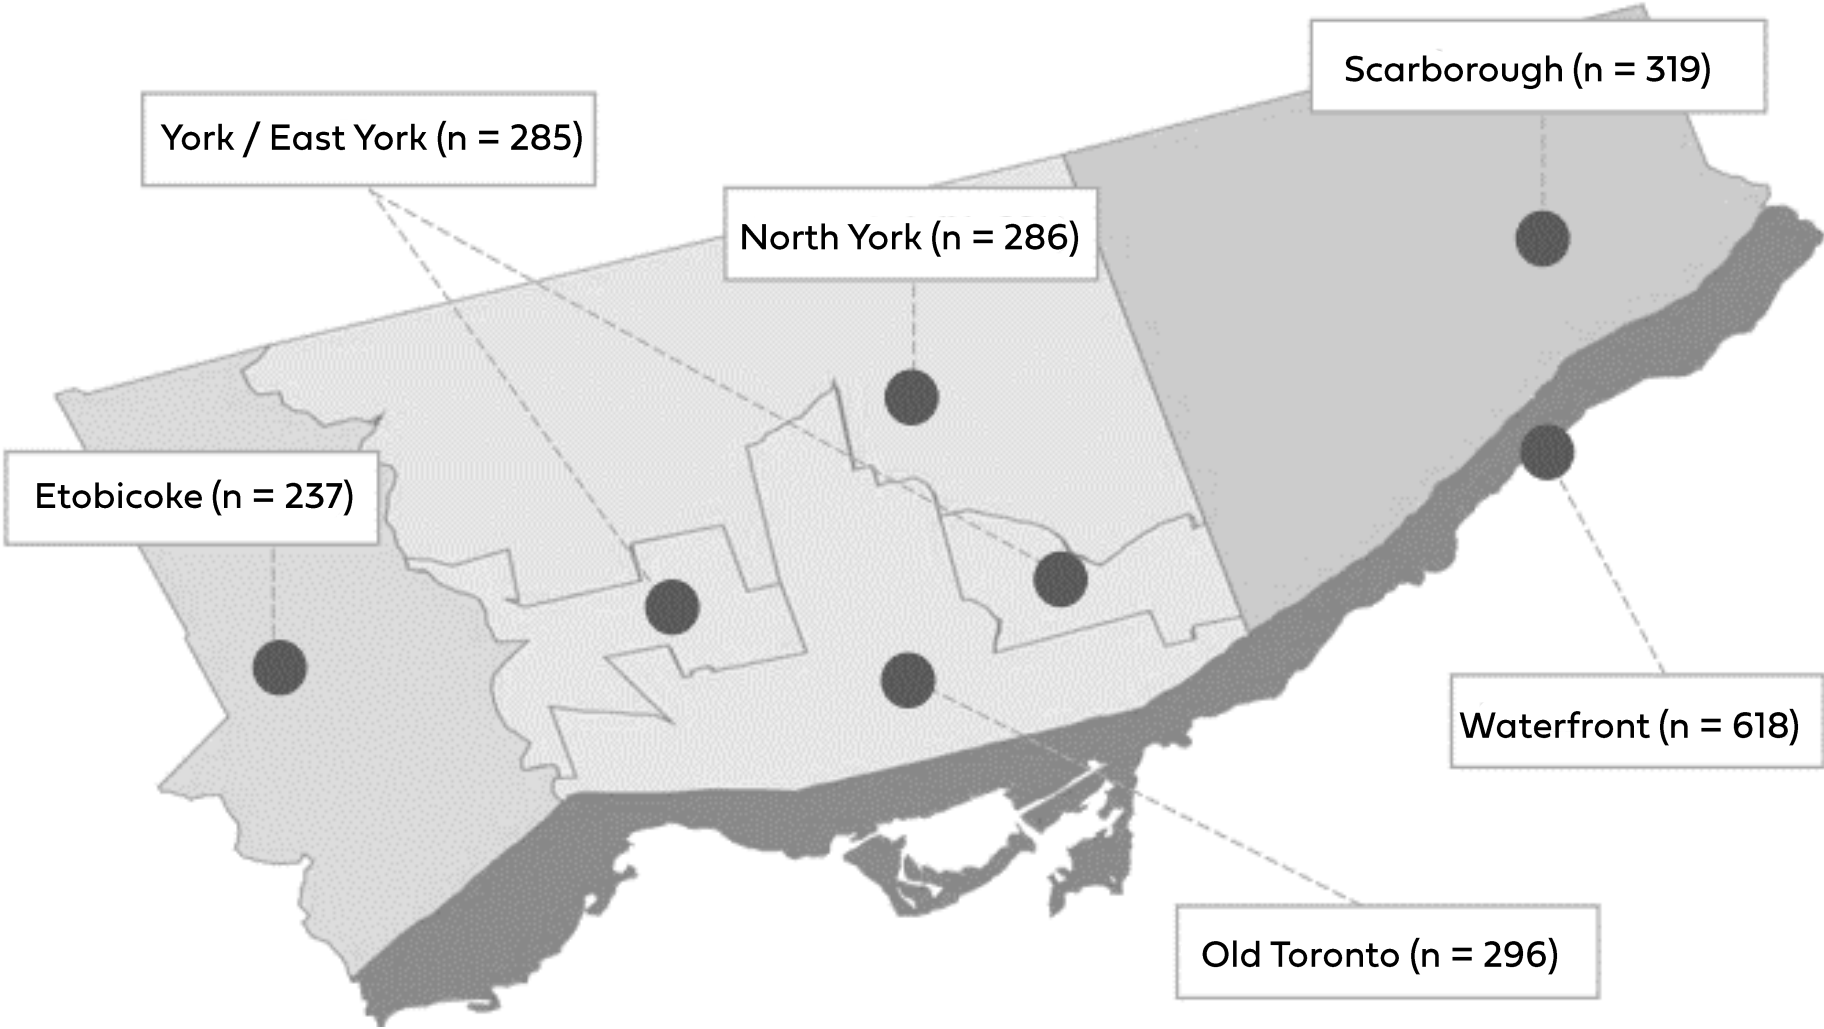 Scarborough (n = 319)
York / East York (n = 285)
North York (n = 286)
Etobicoke (n = 237)
Waterfront (n = 618)
Old Toronto (n = 296)